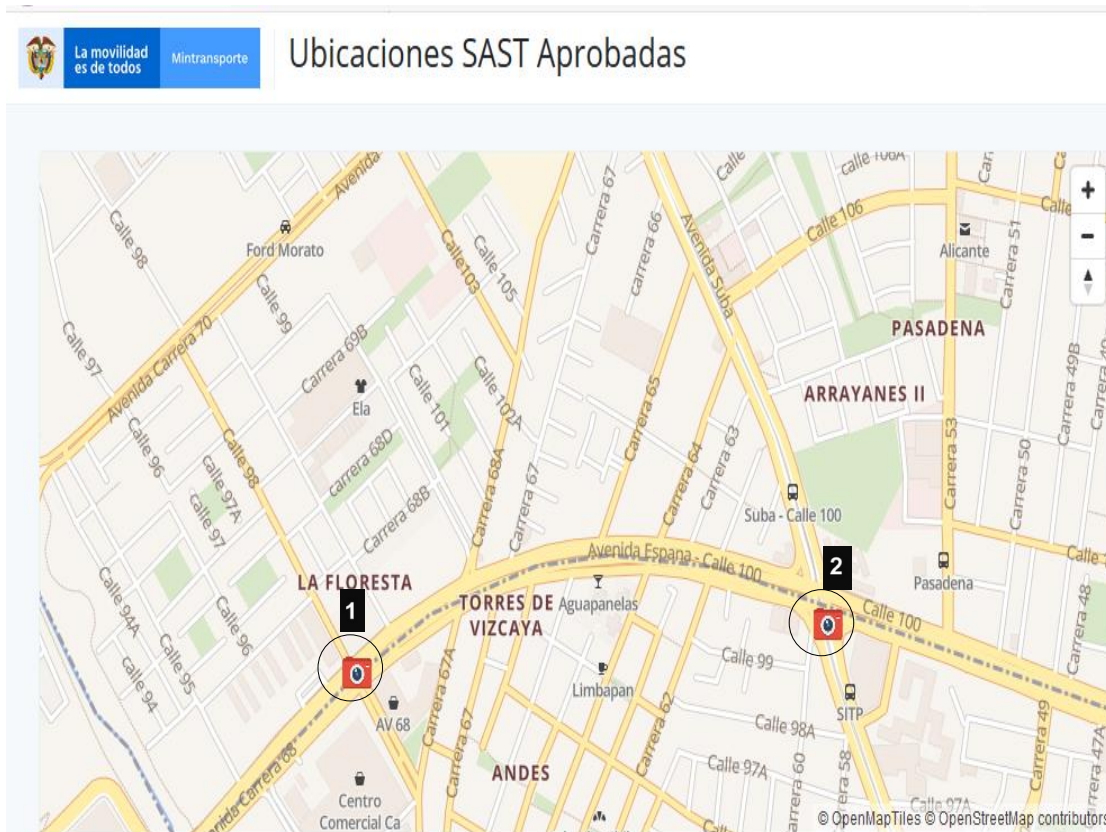 La movilidad
es de todos
Mintransporte
Ubicaciones SAST Aprobadas
Avenida
Calle 98
Ford Morato
Calle103
Calle 105
Carrera 67
carrera 66
Calle
Avenida Suba
calle 106A
Calle 106
Carrera 51
Calle
Alicante
Calle 99
Calle 97
Avenida Carrera 70
Carrera 69B
Ela
Calle 101
Calle 102A
Carrera 65
PASADENA
ARRAYANES II
Carrera 49B
Calle 96
Calle 97A
Calle 98
carrera 68D
Carrera 68B
Carrera 68A
Carrera 67
Carrera 64
Carrera 63
Carrera 53
Carrera 50
Calle 97
Suba - Calle 100
Avenida Espana - Calle 100
2
Pasadena
Calle
LA FLORESTA
1
TORRES DE
VIZCAYA
Aguapanelas
Calle 100
Carrera 48
Calle 94A
Calle 96
Calle 95
calle 94
Calle 99
Limbapan
AV 68
Carrera 67A
Carrera 67
Carrera 62
SITP
Calle 98A
Carrera 49
Avenida Carrera 68
ANDES
Calle 97A
Carrera 60
Carrera 58
Carrera 47A
Centro
Comercial Ca
Calle 97A
© OpenMapTiles © OpenStreetMap contributors